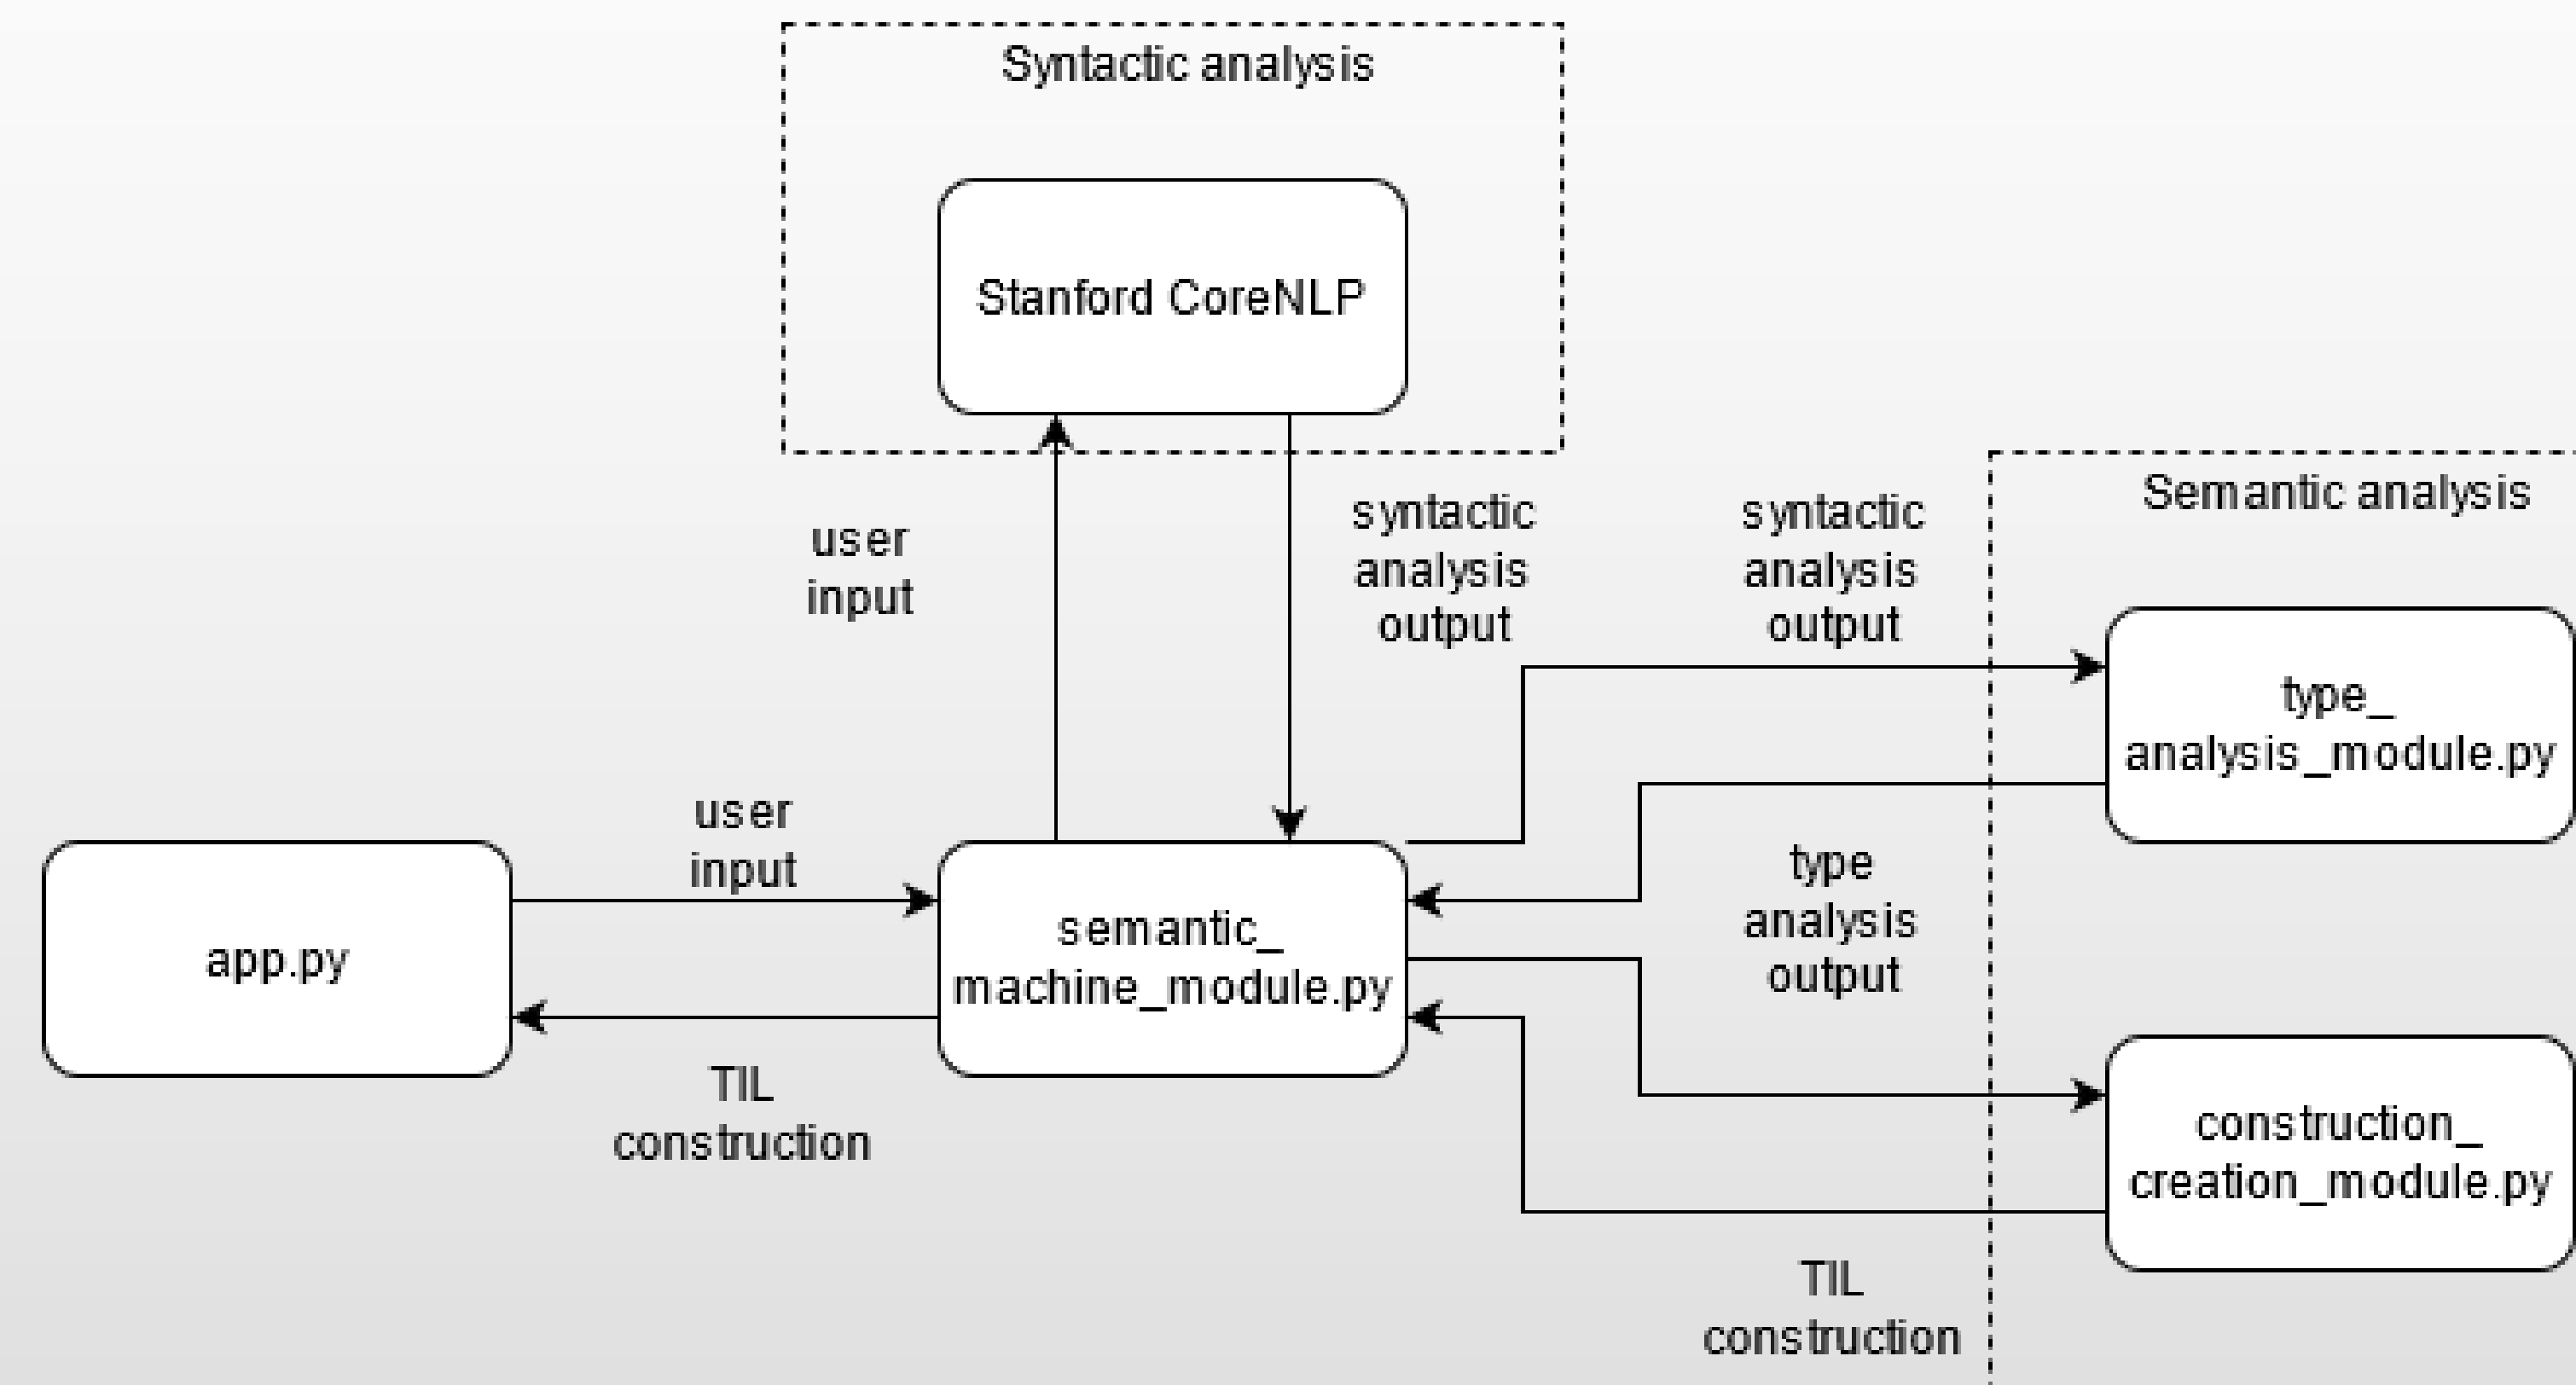 Syntactic analysis
Stanford CoreNLP
user
input
syntactic
analysis
output
syntactic
analysis
output
Semantic analysis
type_
analysis_module.py
user
input
app.py
semantic_
machine_module.py
type
analysis
output
TIL
construction
construction_
creation_module.py
TIL
construction